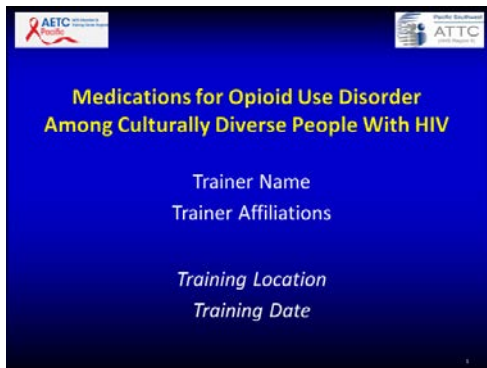 AETC
Pacific
Pacific Southwest
ATTC
Medications for Opioid Use Disorder
Among Culturally Diverse People With HIV
Trainer Name
Trainer Affiliations
Training Location
Training Date
1